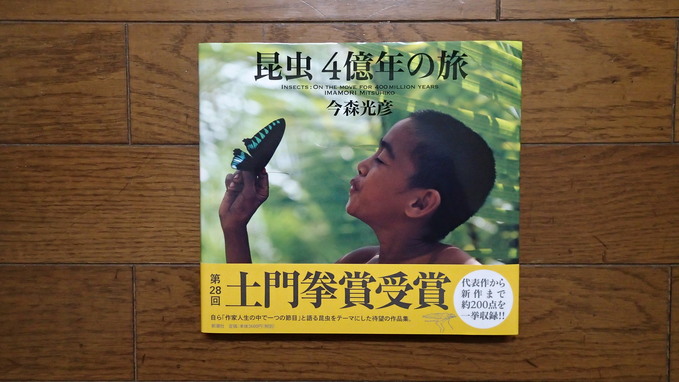 昆虫 4億年の旅
INSECTS : ON THE MOVE FOR 400 MILLION YEARS
IMAMORI MITSUHIKO
今森光彦
第28回
土門拳賞受賞
代表作から
新作まで
約200点を
一挙収録!!
自ら「作家人生の中で一つの節目」と語る昆虫をテーマにした待望の作品集。
新潮社